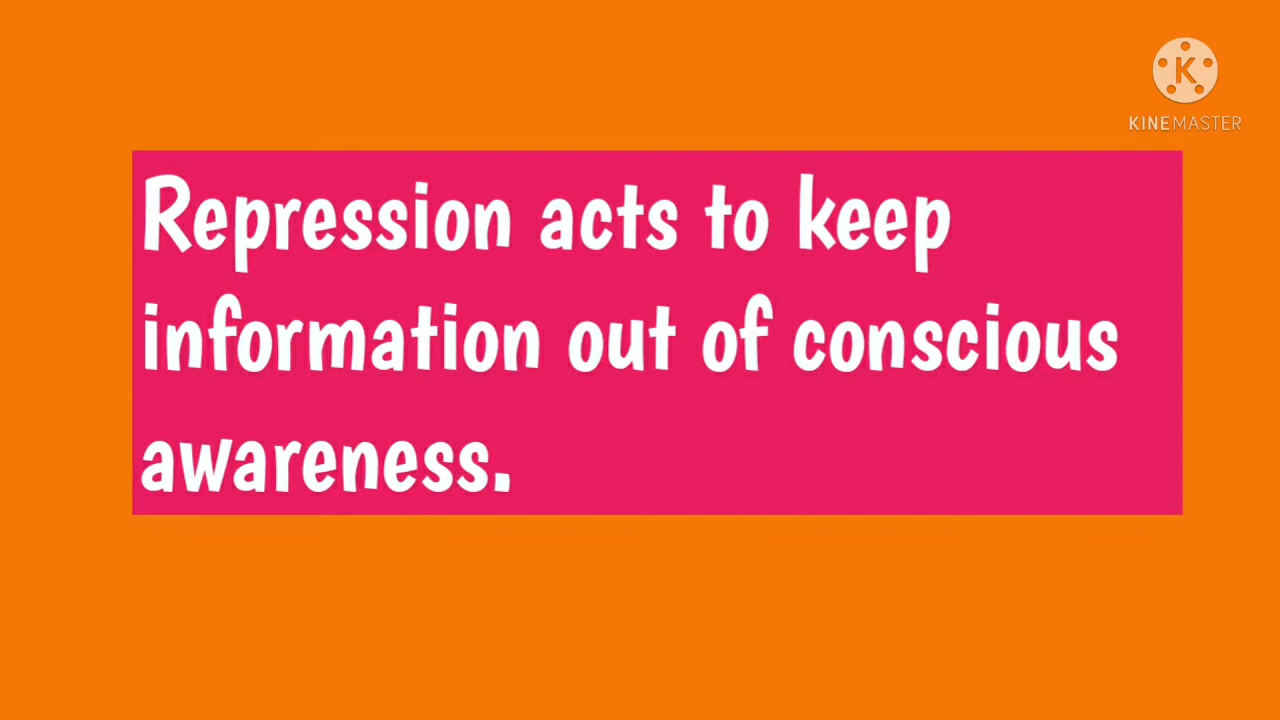 K
KINEMASTER
Repression acts to keep
information out of conscious
awareness.